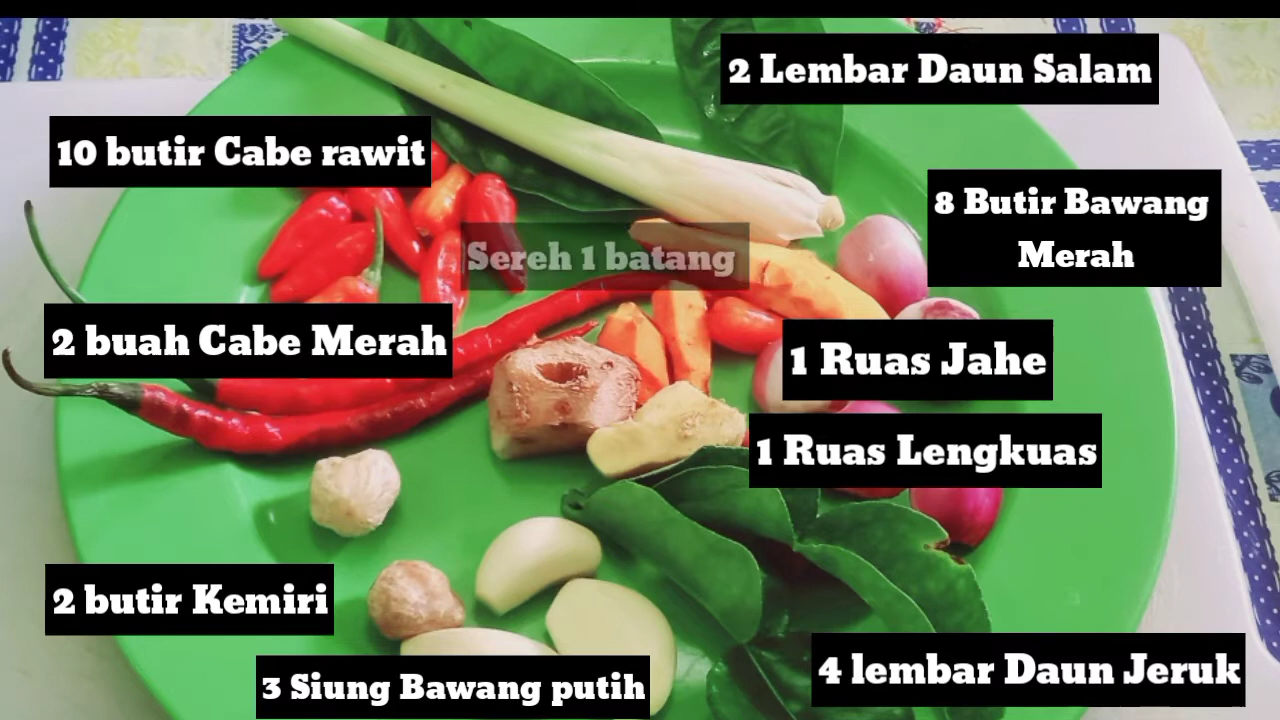 2 Lembar Daun Salam
10 butir Cabe rawit
8 Butir Bawang
Merah
Sereh 1 batang
2 buah Cabe Merah
1 Ruas Jahe
1 Ruas Lengkuas
2 butir Kemiri
4 lembar Daun Jeruk
3 Siung Bawang putih